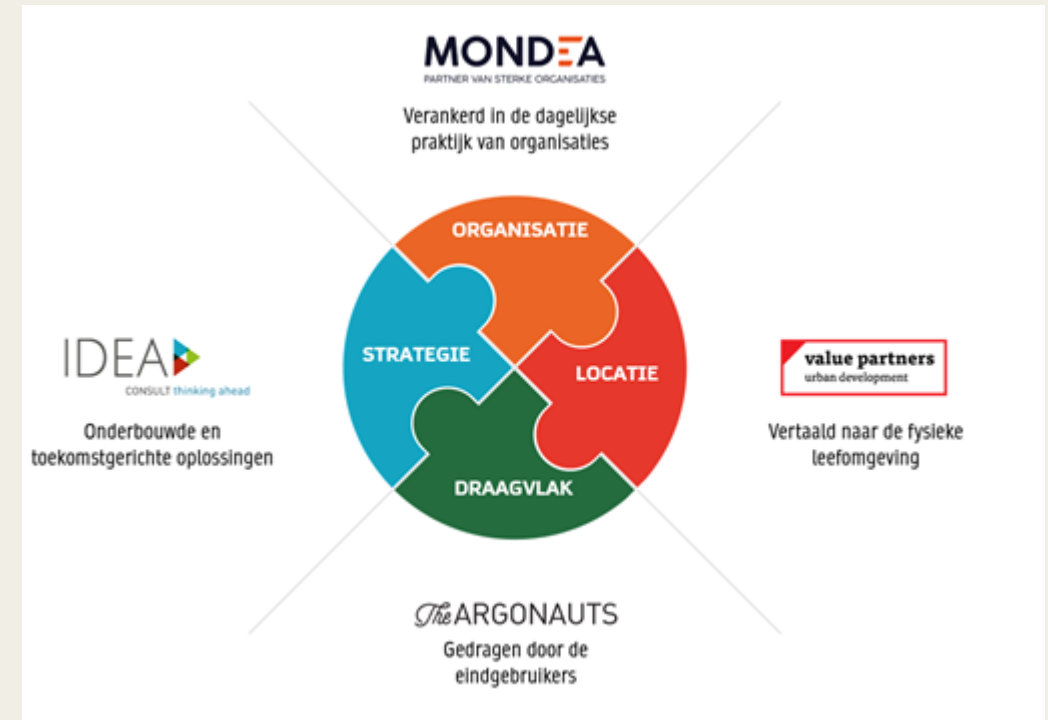 MONDEA
PARTNER VAN STERKE ORGANISATIES
Verankerd in de dagelijkse
praktijk van organisaties
ORGANISATIE
STRATEGIE
LOCATIE
DRAAGVLAK
IDEA
CONSULT thinking ahead
Onderbouwde en
toekomstgerichte oplossingen
value partners
urban development
Vertaald naar de fysieke
leefomgeving
The ARGONAUTS
Gedragen door de
eindgebruikers